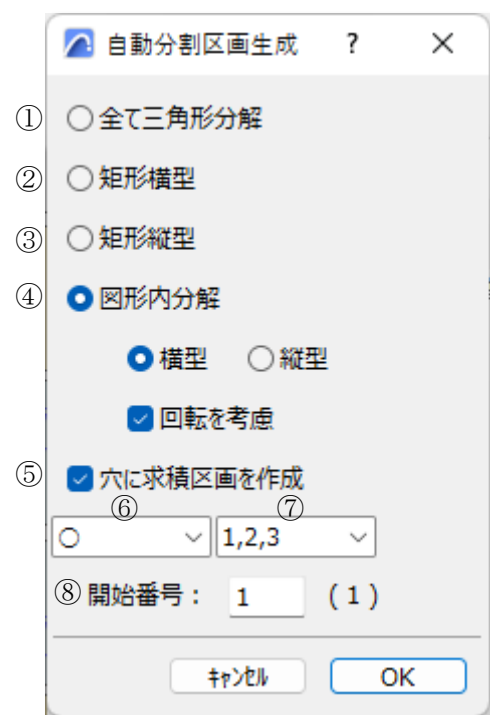 自動分割区画生成 ? ×
① 全て三角形分解
② 矩形横型
③ 矩形縦型
④ 図形内分解
横型 縦型
回転を考慮
⑤ 穴に求積区画を作成
⑥ ⑦
○ 1,2,3
⑧ 開始番号： 1 (1)
ｷｬﾝｾﾙ OK